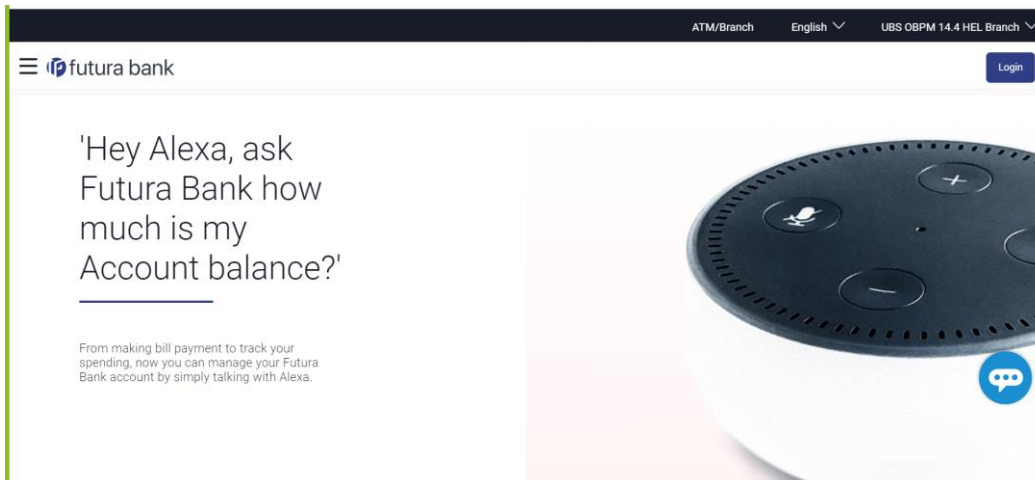 ATM/Branch English UBS OBPM 14.4 HEL Branch
futura bank
Login
'Hey Alexa, ask
Futura Bank how
much is my
Account balance?'
From making bill payment to track your
spending, now you can manage your Futura
Bank account by simply talking with Alexa.